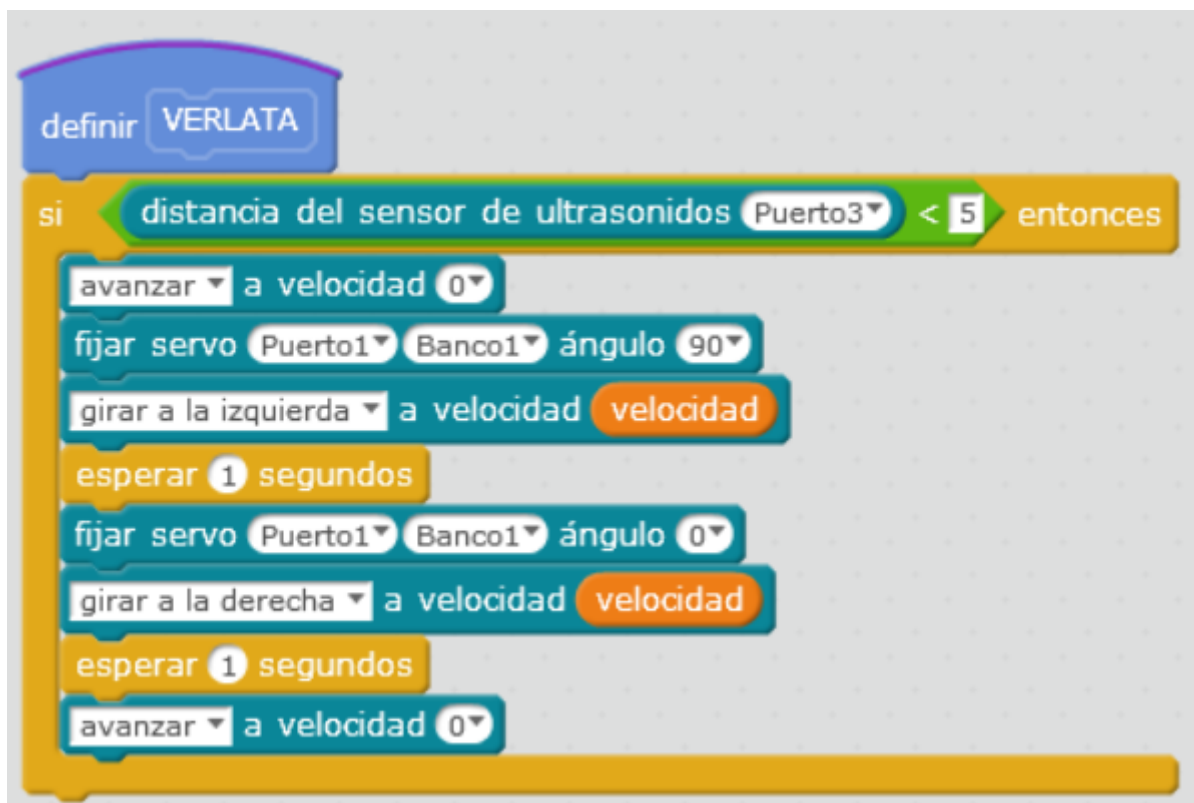 definir VERLATA
si distancia del sensor de ultrasonidos Puerto3 < 5 entonces
avanzar a velocidad 0
fijar servo Puerto1 Banco1 ángulo 90
girar a la izquierda a velocidad velocidad
esperar 1 segundos
fijar servo Puerto1 Banco1 ángulo 0
girar a la derecha a velocidad velocidad
esperar 1 segundos
avanzar a velocidad 0